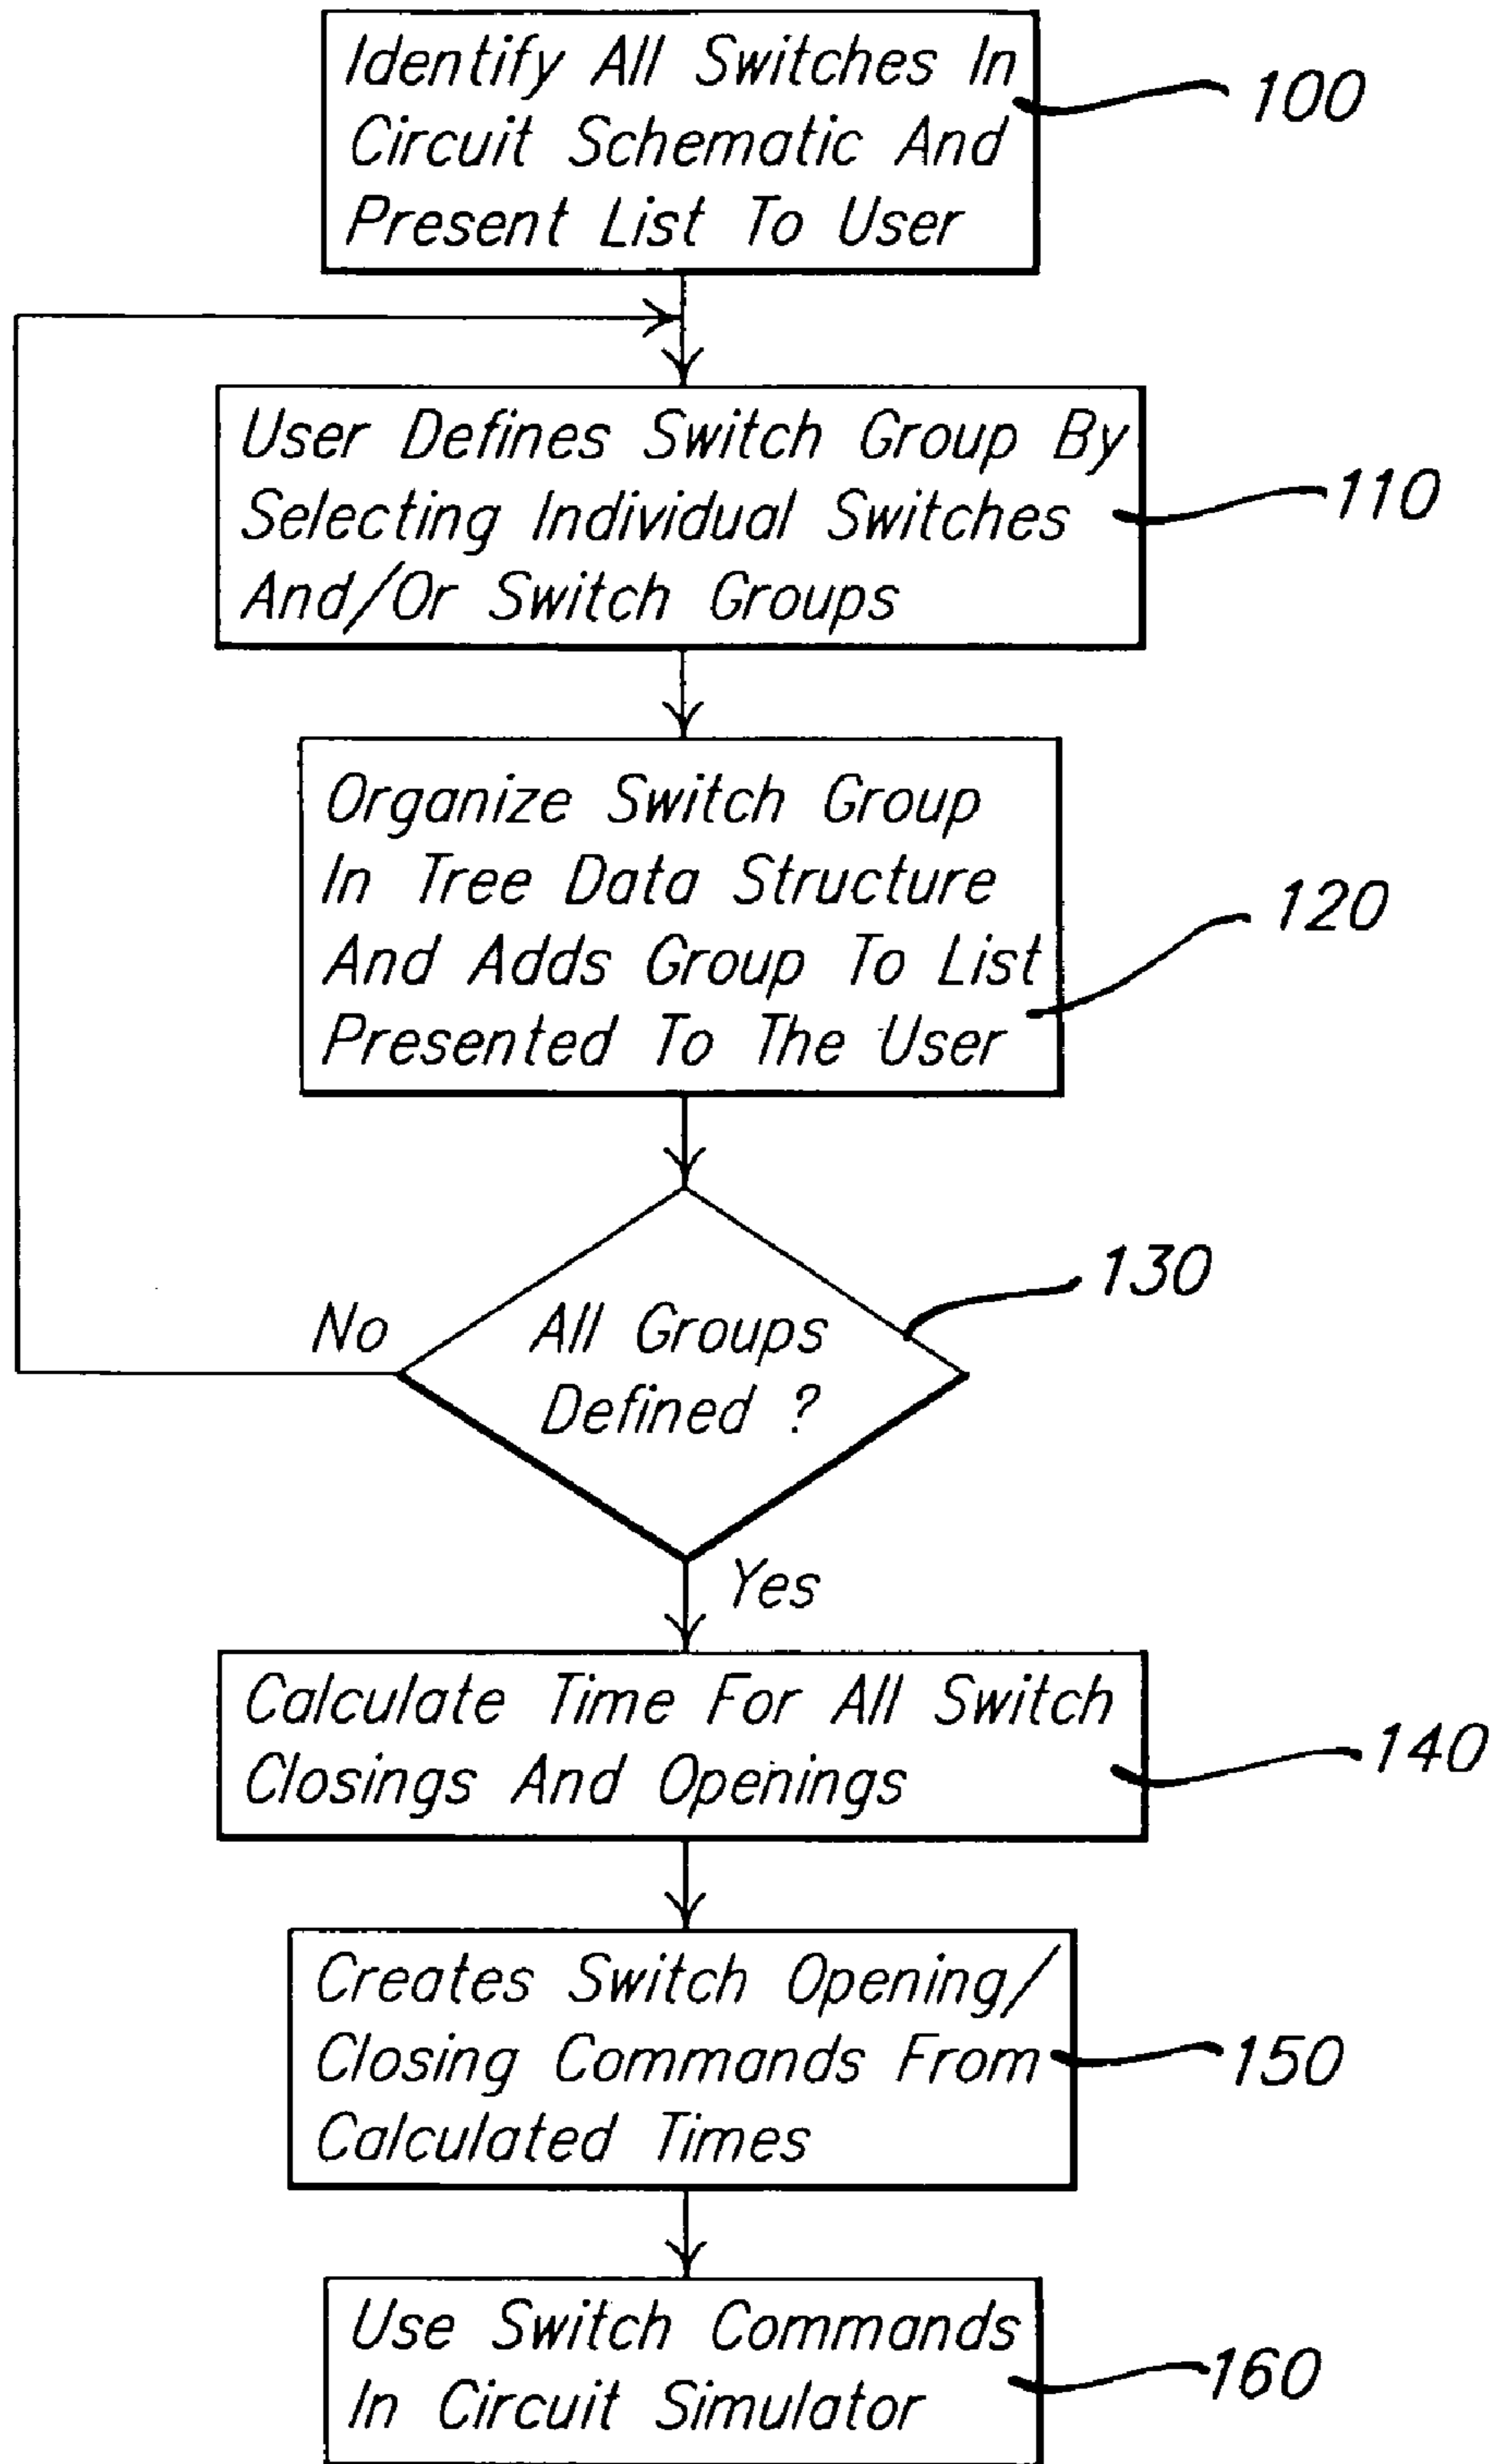 Identify All Switches In
Circuit Schematic And
Present List To User
100
User Defines Switch Group By
Selecting Individual Switches
And/Or Switch Groups
110
Organize Switch Group
In Tree Data Structure
And Adds Group To List
Presented To The User
120
130
No
All Groups
Defined ?
Yes
Calculate Time For All Switch
Closings And Openings
140
Creates Switch Opening/
Closing Commands From
Calculated Times
150
Use Switch Commands
In Circuit Simulator
160